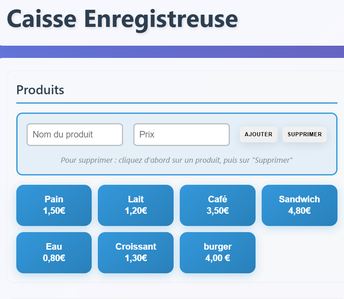 Caisse Enregistreuse
Produits
Nom du produit Prix AJOUTER SUPPRIMER
Pour supprimer : cliquez d'abord sur un produit, puis sur "Supprimer"
Pain Lait Café Sandwich
1,50€ 1,20€ 3,50€ 4,80€
Eau Croissant burger
0,80€ 1,30€ 4,00 €